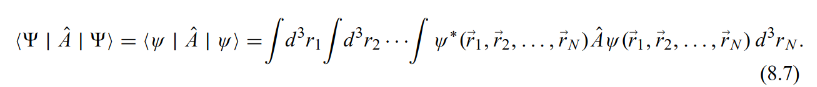 ⟨Ψ | Â | Ψ⟩ = ⟨ψ | Â | ψ⟩ = ∫ d³r₁ ∫ d³r₂ ··· ∫ ψ*(r⃗₁, r⃗₂, ..., r⃗_N) Âψ(r⃗₁, r⃗₂, ..., r⃗_N) d³r_N.
(8.7)